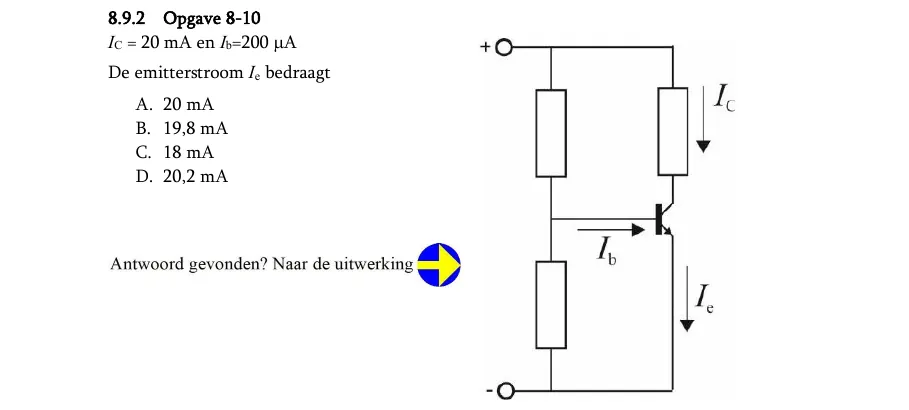 8.9.2 Opgave 8-10
IC = 20 mA en Ib=200 μA
De emitterstroom Ie bedraagt
A. 20 mA
B. 19,8 mA
C. 18 mA
D. 20,2 mA
Antwoord gevonden? Naar de uitwerking
+
IC
Ib
Ie
-